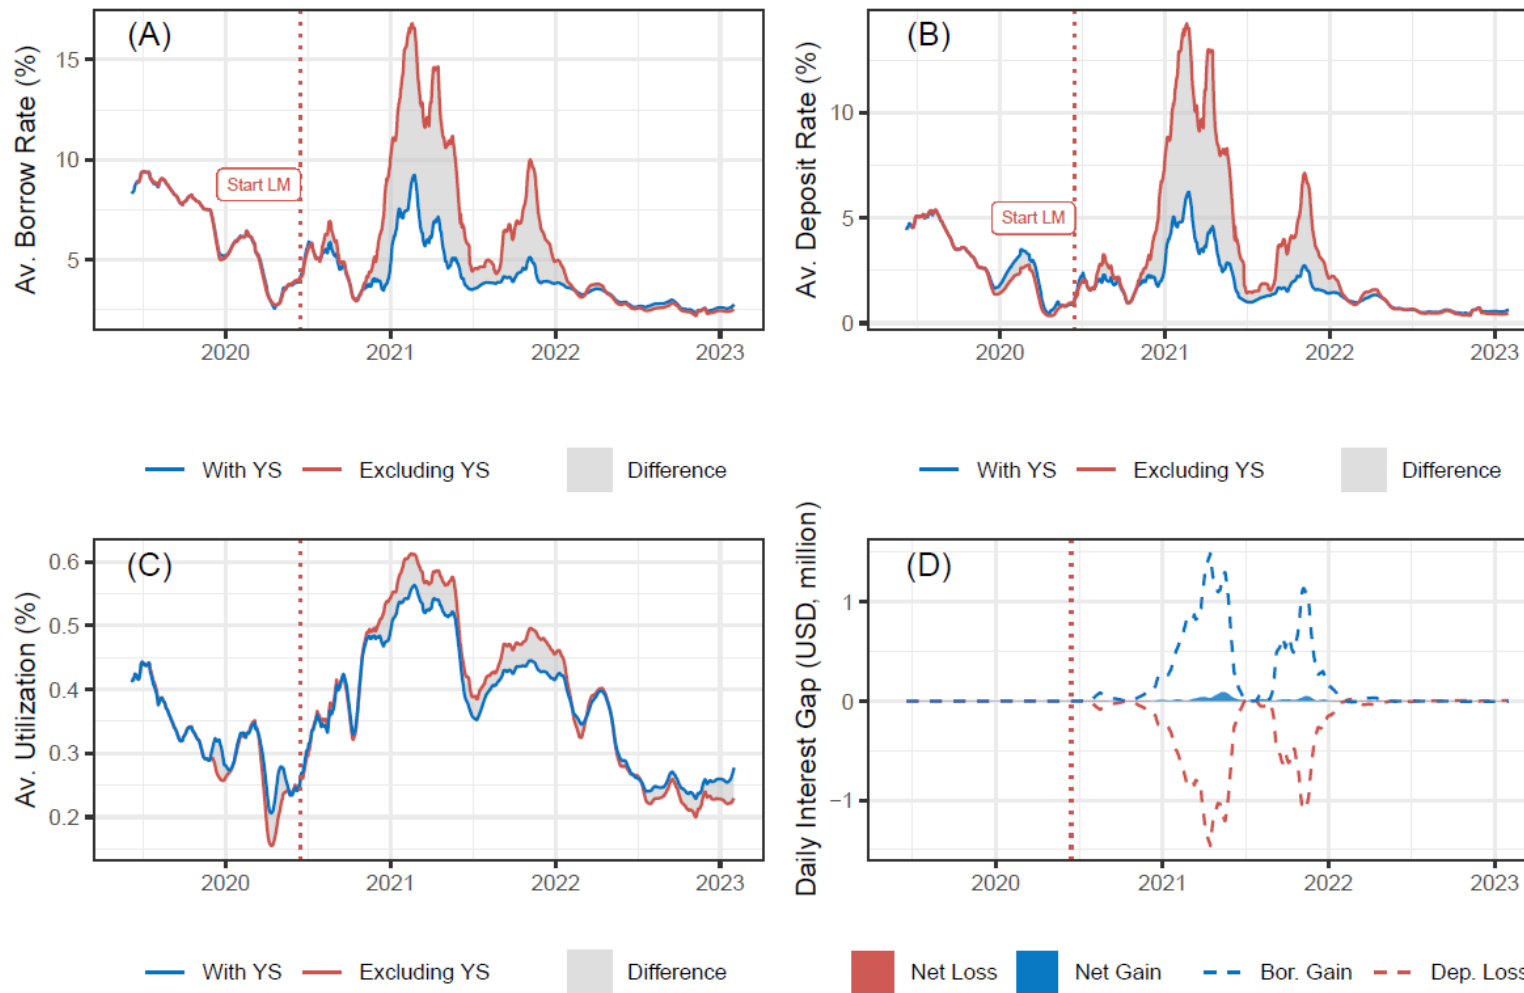 (A)
Av. Borrow Rate (%)
15
10
5
Start LM
2020 2021 2022 2023
With YS Excluding YS Difference
(B)
Av. Deposit Rate (%)
10
5
0
Start LM
2020 2021 2022 2023
With YS Excluding YS Difference
(C)
Av. Utilization (%)
0.6
0.5
0.4
0.3
0.2
2020 2021 2022 2023
With YS Excluding YS Difference
(D)
Daily Interest Gap (USD, million)
1
0
−1
2020 2021 2022 2023
Net Loss Net Gain Bor. Gain Dep. Loss